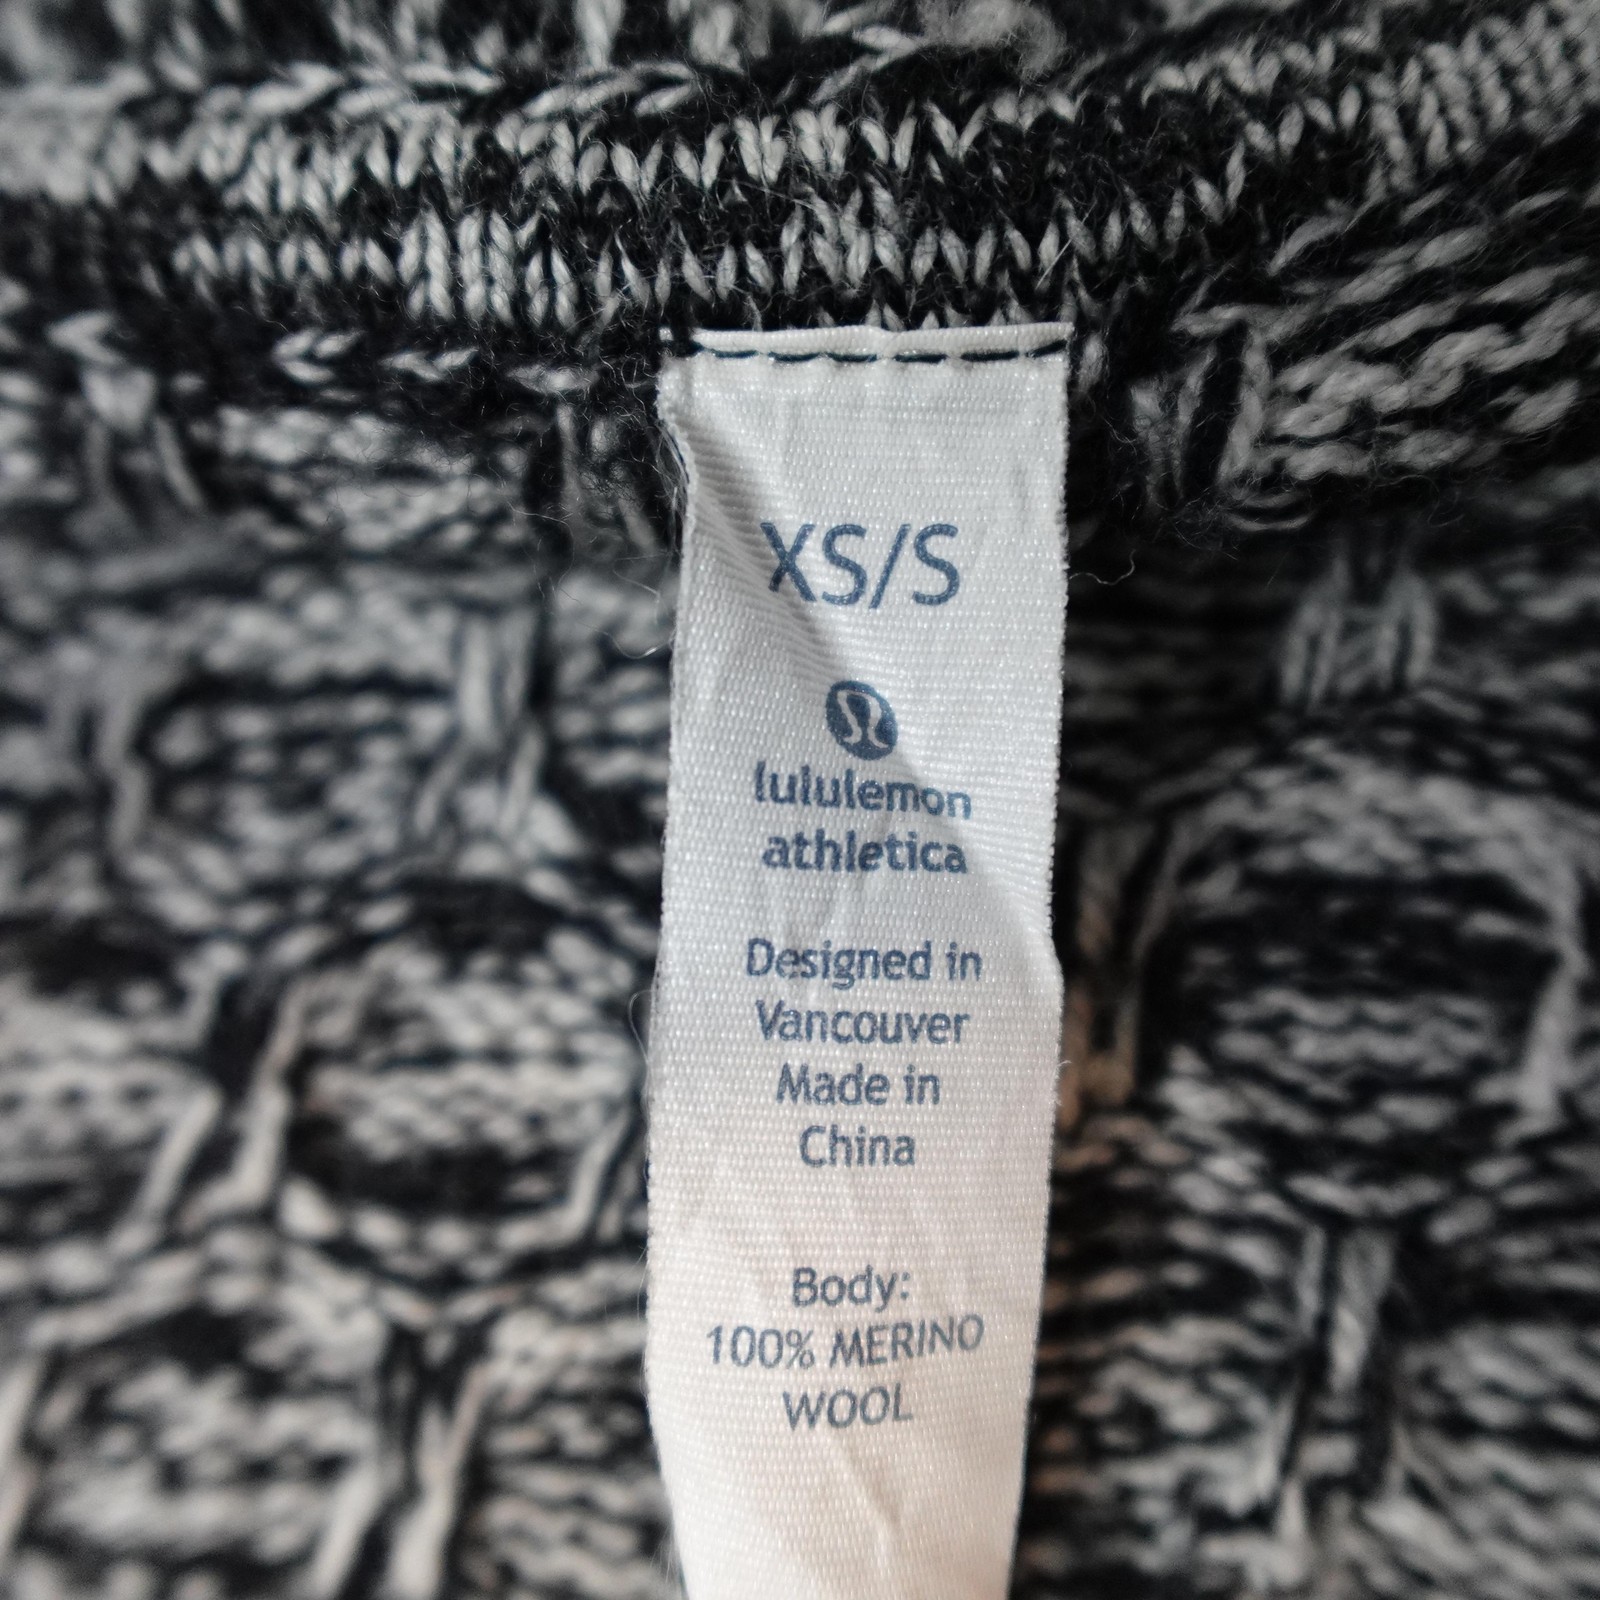 XS/S
lululemon
athletica
Designed in
Vancouver
Made in
China
Body:
100% MERINO
WOOL